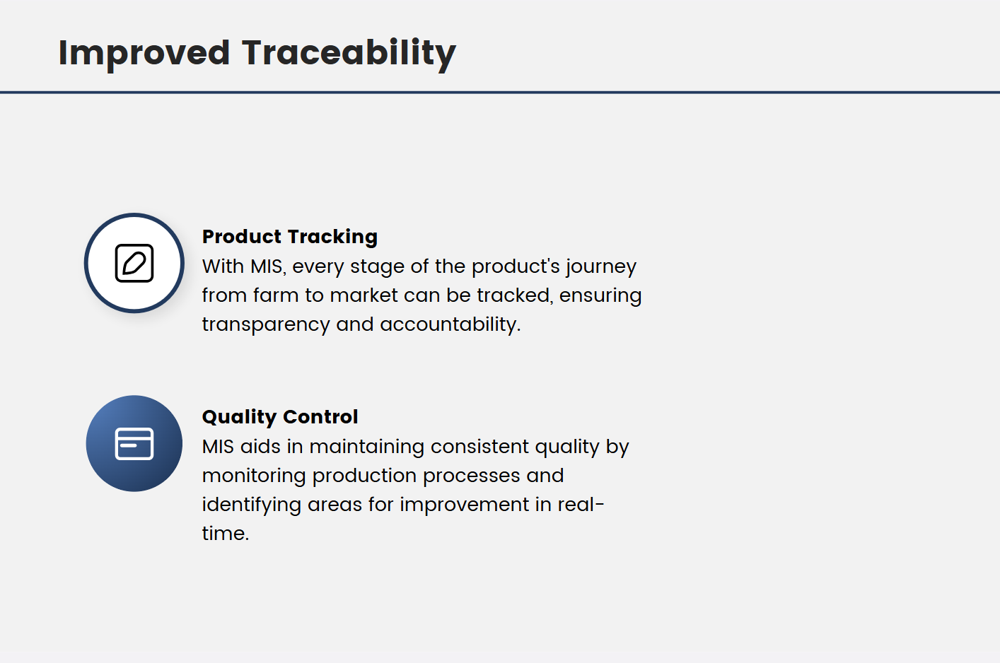 Improved Traceability
Product Tracking
With MIS, every stage of the product's journey
from farm to market can be tracked, ensuring
transparency and accountability.
Quality Control
MIS aids in maintaining consistent quality by
monitoring production processes and
identifying areas for improvement in real-
time.